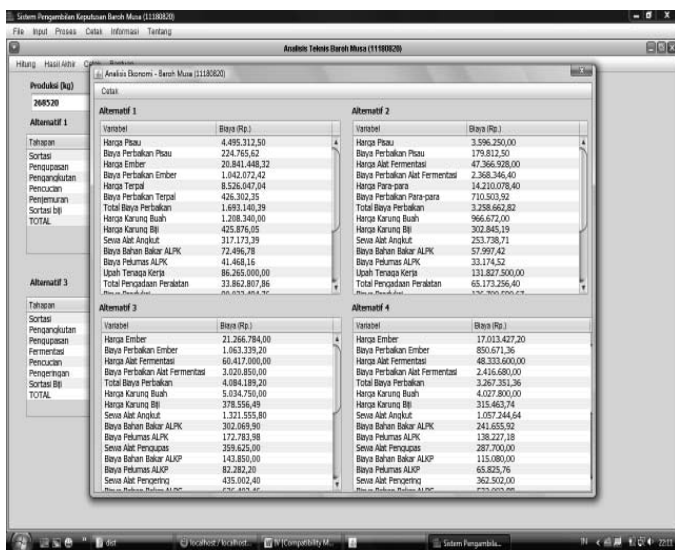 Sistem Pengambilan Keputusan Baroh Musa (11180820)
File Input Proses Cetak Informasi Tentang
Analisis Teknis Baroh Musa (11180820)
Hitung Hasil Akhir
Analisis Ekonomi - Baroh Musa (11180820)
Cetak
Produksi (kg)
268520
Alternatif 1
Tahapan
Sortasi
Pengupasan
Pengangkutan
Pencucian
Penjemuran
Sortasi biji
TOTAL
Alternatif 3
Tahapan
Sortasi
Pengangkutan
Pengupasan
Fermentasi
Pencucian
Pengeringan
Sortasi Biji
TOTAL
Alternatif 1
Variabel Biaya (Rp.)
Harga Pisau 4.495.312,50
Biaya Perbaikan Pisau 224.765,62
Harga Ember 20.841.448,32
Biaya Perbaikan Ember 1.042.072,42
Harga Terpal 8.526.047,04
Biaya Perbaikan Terpal 426.302,35
Total Biaya Perbaikan 1.693.140,39
Harga Karung Buah 1.208.340,00
Harga Karung Biji 425.876,05
Sewa Alat Angkut 317.173,39
Biaya Bahan Bakar ALPK 72.496,78
Biaya Pelumas ALPK 41.468,16
Upah Tenaga Kerja 86.265.000,00
Total Pengadaan Peralatan 33.862.807,86
Alternatif 2
Variabel Biaya (Rp.)
Harga Pisau 3.596.250,00
Biaya Perbaikan Pisau 179.812,50
Harga Alat Fermentasi 47.366.928,00
Biaya Perbaikan Alat Fermentasi 2.368.346,40
Harga Para-para 14.210.078,40
Biaya Perbaikan Para-para 710.503,92
Total Biaya Perbaikan 3.258.662,82
Harga Karung Buah 966.672,00
Harga Karung Biji 302.845,19
Sewa Alat Angkut 253.738,71
Biaya Bahan Bakar ALPK 57.997,42
Biaya Pelumas ALPK 33.174,52
Upah Tenaga Kerja 131.827.500,00
Total Pengadaan Peralatan 65.173.256,40
Alternatif 3
Variabel Biaya (Rp.)
Harga Ember 21.266.784,00
Biaya Perbaikan Ember 1.063.339,20
Harga Alat Fermentasi 60.417.000,00
Biaya Perbaikan Alat Fermentasi 3.020.850,00
Total Biaya Perbaikan 4.084.189,20
Harga Karung Buah 5.034.750,00
Harga Karung Biji 378.556,49
Sewa Alat Angkut 1.321.555,80
Biaya Bahan Bakar ALPK 302.069,90
Biaya Pelumas ALPK 172.783,98
Sewa Alat Pengupas 359.625,00
Biaya Bahan Bakar ALKP 143.850,00
Biaya Pelumas ALKP 82.282,20
Sewa Alat Pengering 435.002,40
Alternatif 4
Variabel Biaya (Rp.)
Harga Ember 17.013.427,20
Biaya Perbaikan Ember 850.671,36
Harga Alat Fermentasi 48.333.600,00
Biaya Perbaikan Alat Fermentasi 2.416.680,00
Total Biaya Perbaikan 3.267.351,36
Harga Karung Buah 4.027.800,00
Harga Karung Biji 315.463,74
Sewa Alat Angkut 1.057.244,64
Biaya Bahan Bakar ALPK 241.655,92
Biaya Pelumas ALPK 138.227,18
Sewa Alat Pengupas 287.700,00
Biaya Bahan Bakar ALKP 115.080,00
Biaya Pelumas ALKP 65.825,76
Sewa Alat Pengering 362.502,00
dist
localhost / localhost...
IV [Compatibility M...
Sistem Pengambila...
IN
22:11